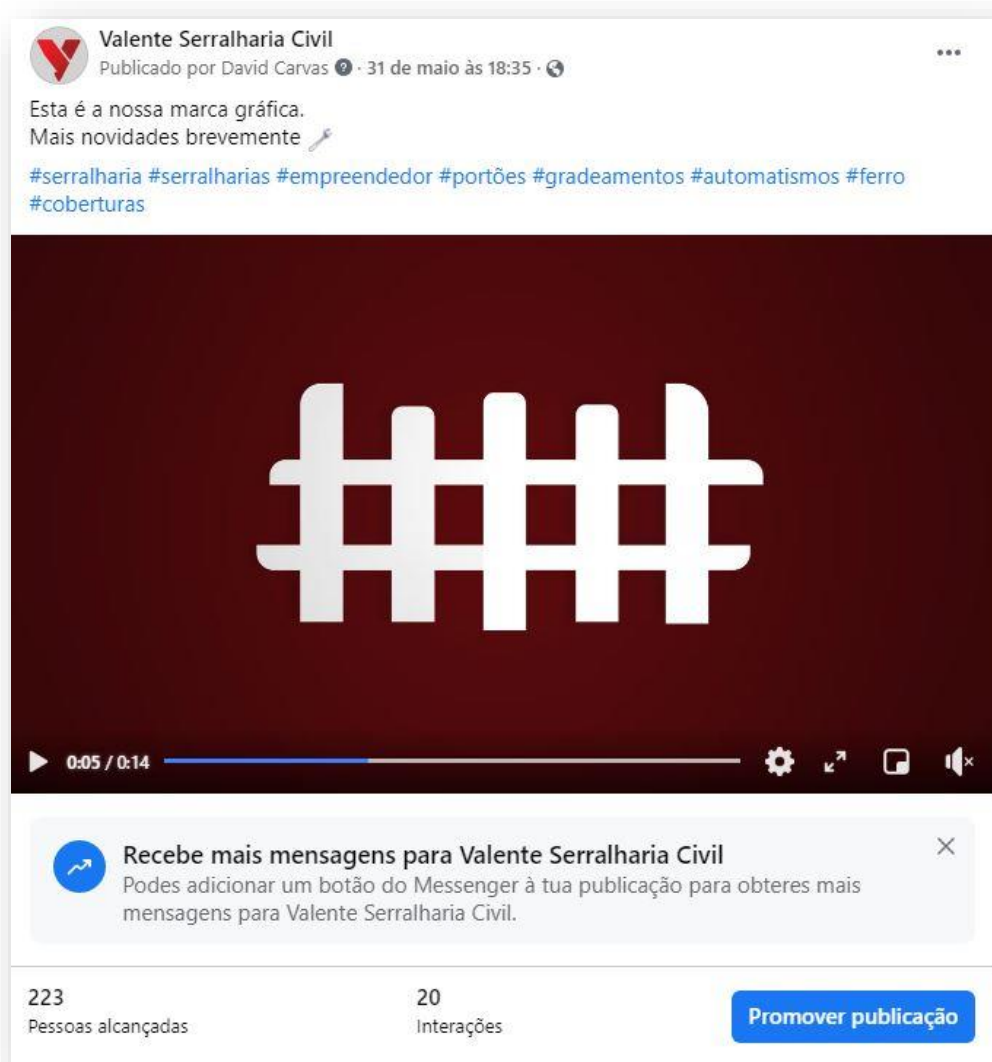 Valente Serralharia Civil
Publicado por David Carvas · 31 de maio às 18:35 ·
Esta é a nossa marca gráfica.
Mais novidades brevemente
#serralharia #serralharias #empreendedor #portões #gradeamentos #automatismos #ferro
#coberturas
0:05 / 0:14
Recebe mais mensagens para Valente Serralharia Civil
Podes adicionar um botão do Messenger à tua publicação para obteres mais
mensagens para Valente Serralharia Civil.
223
Pessoas alcançadas
20
Interações
Promover publicação